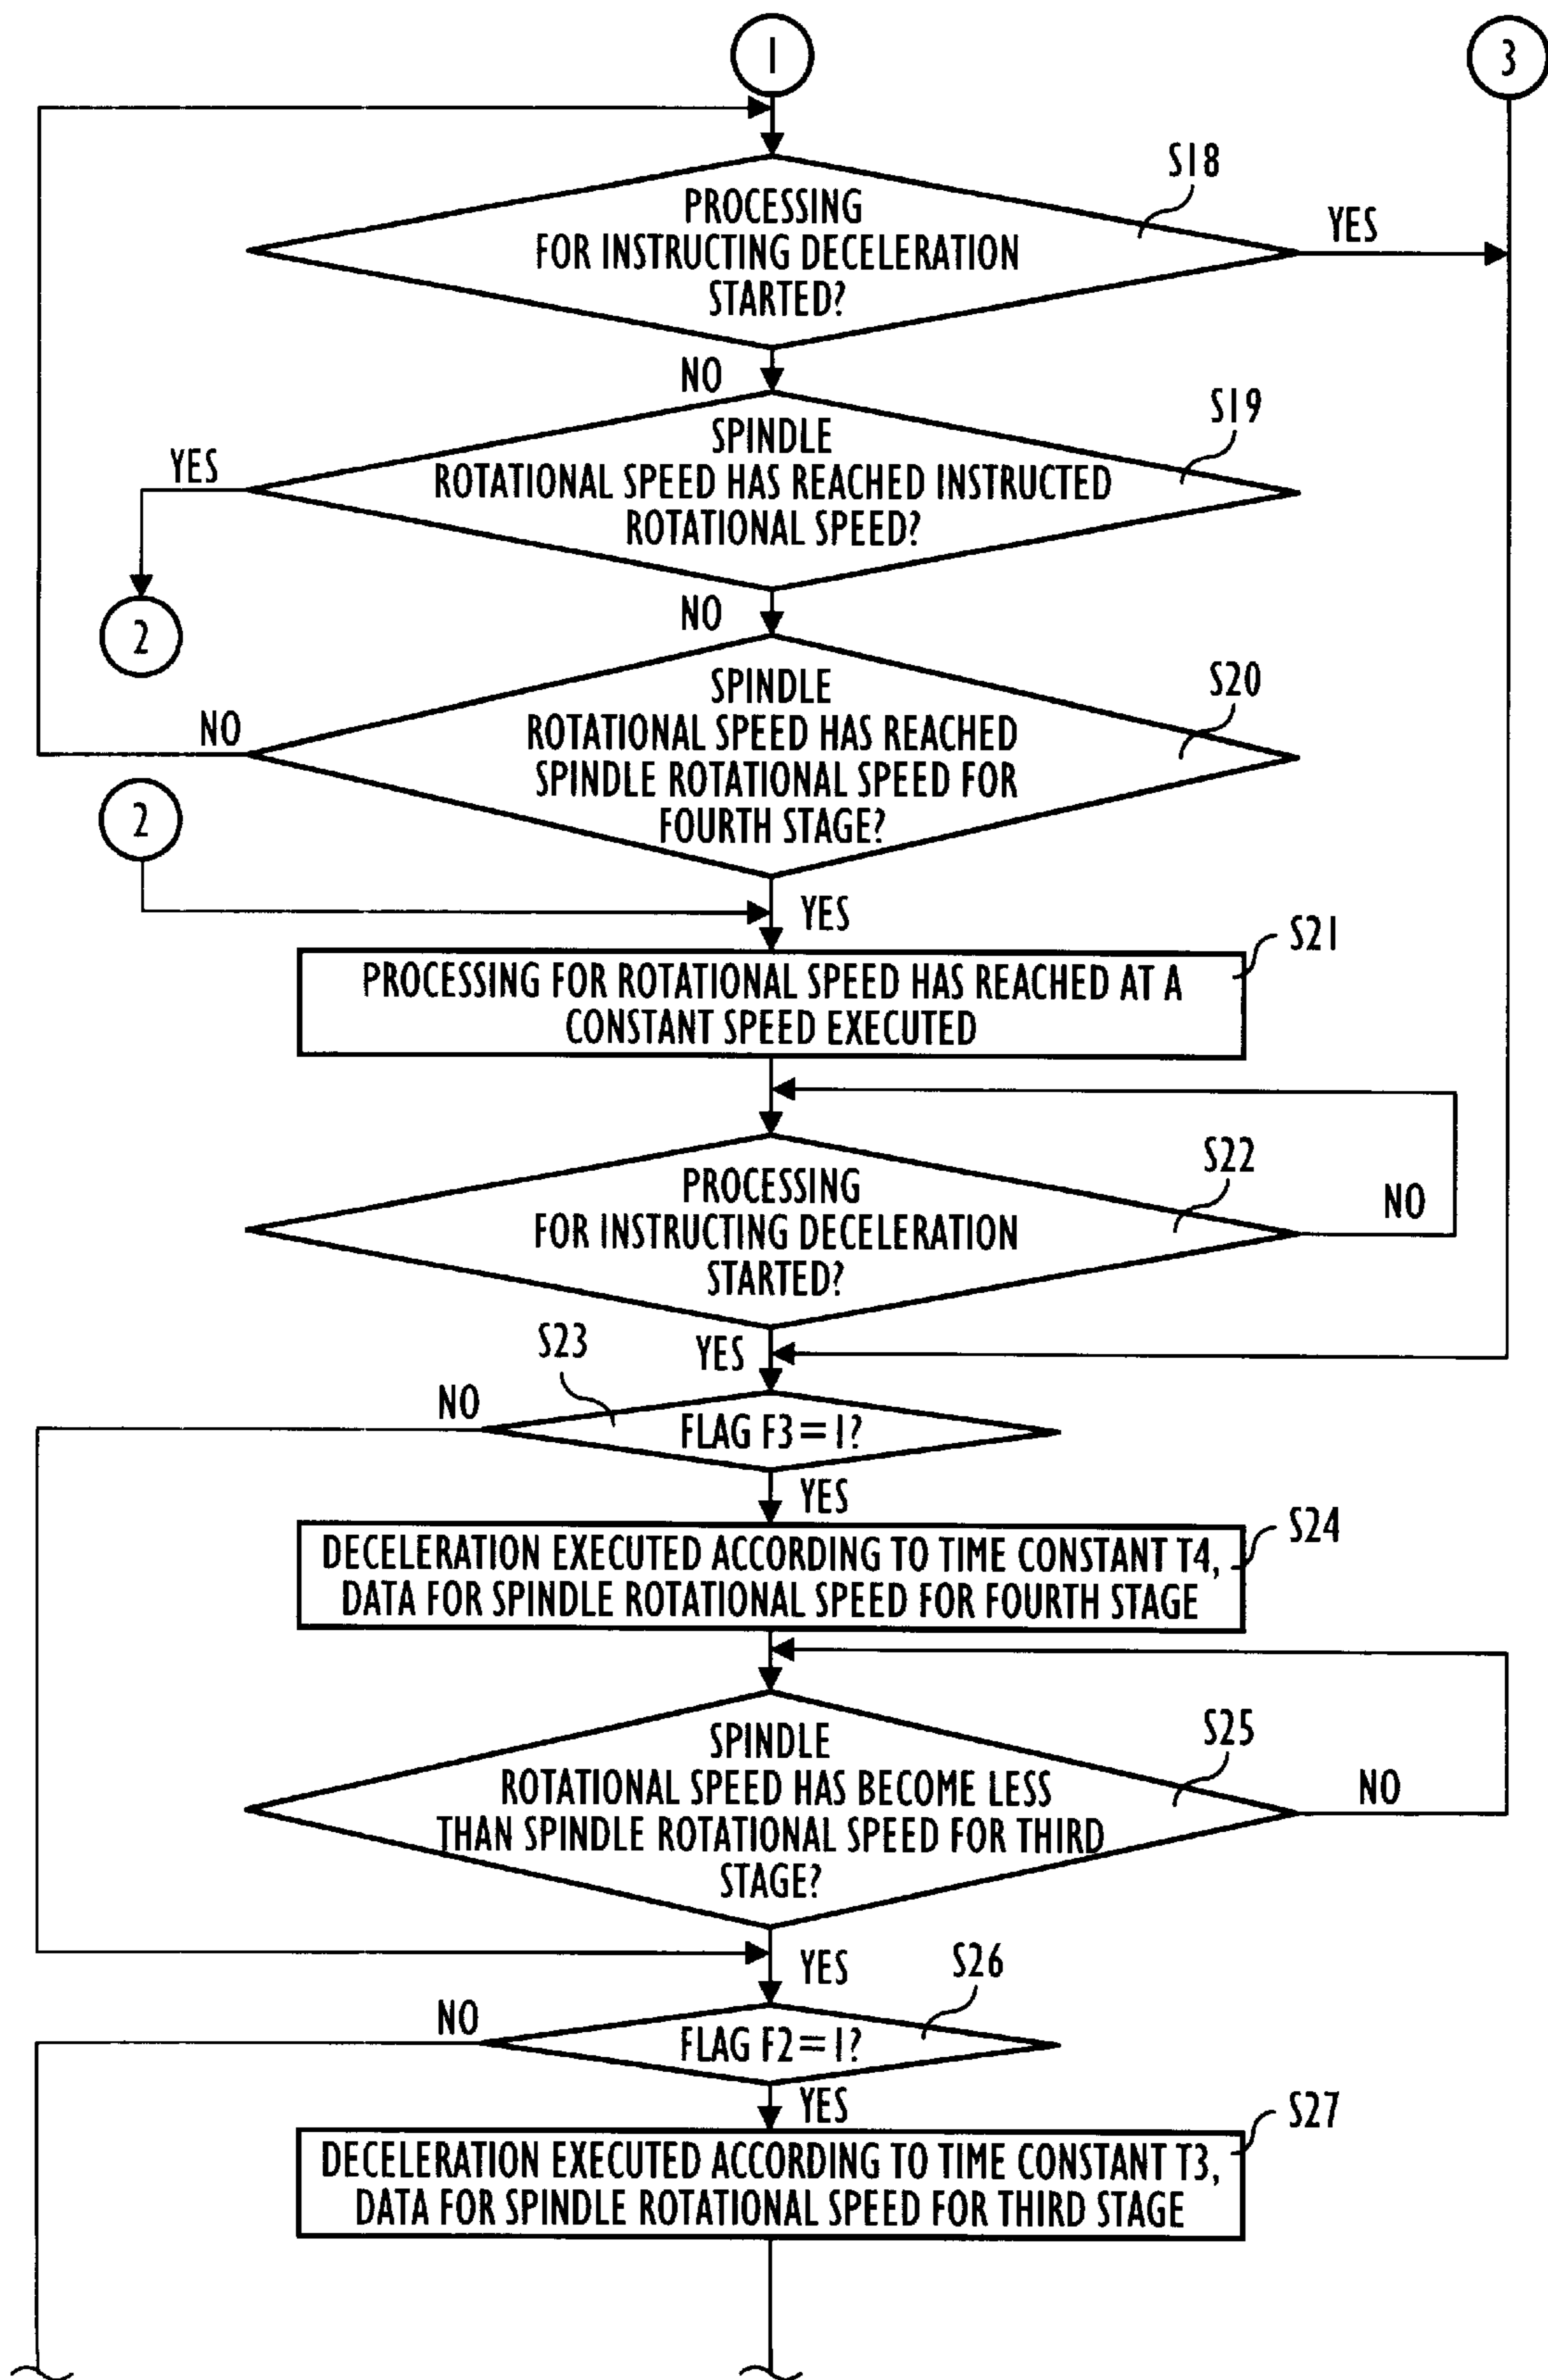 1
3
S18
PROCESSING
FOR INSTRUCTING DECELERATION
STARTED?
YES
NO
S19
SPINDLE
ROTATIONAL SPEED HAS REACHED INSTRUCTED
ROTATIONAL SPEED?
YES
2
NO
S20
SPINDLE
ROTATIONAL SPEED HAS REACHED
SPINDLE ROTATIONAL SPEED FOR
FOURTH STAGE?
NO
2
YES
S21
PROCESSING FOR ROTATIONAL SPEED HAS REACHED AT A
CONSTANT SPEED EXECUTED
S22
PROCESSING
FOR INSTRUCTING DECELERATION
STARTED?
NO
YES
S23
NO
FLAG F3=1?
YES
S24
DECELERATION EXECUTED ACCORDING TO TIME CONSTANT T4,
DATA FOR SPINDLE ROTATIONAL SPEED FOR FOURTH STAGE
S25
SPINDLE
ROTATIONAL SPEED HAS BECOME LESS
THAN SPINDLE ROTATIONAL SPEED FOR THIRD
STAGE?
NO
YES
S26
NO
FLAG F2=1?
YES
S27
DECELERATION EXECUTED ACCORDING TO TIME CONSTANT T3,
DATA FOR SPINDLE ROTATIONAL SPEED FOR THIRD STAGE